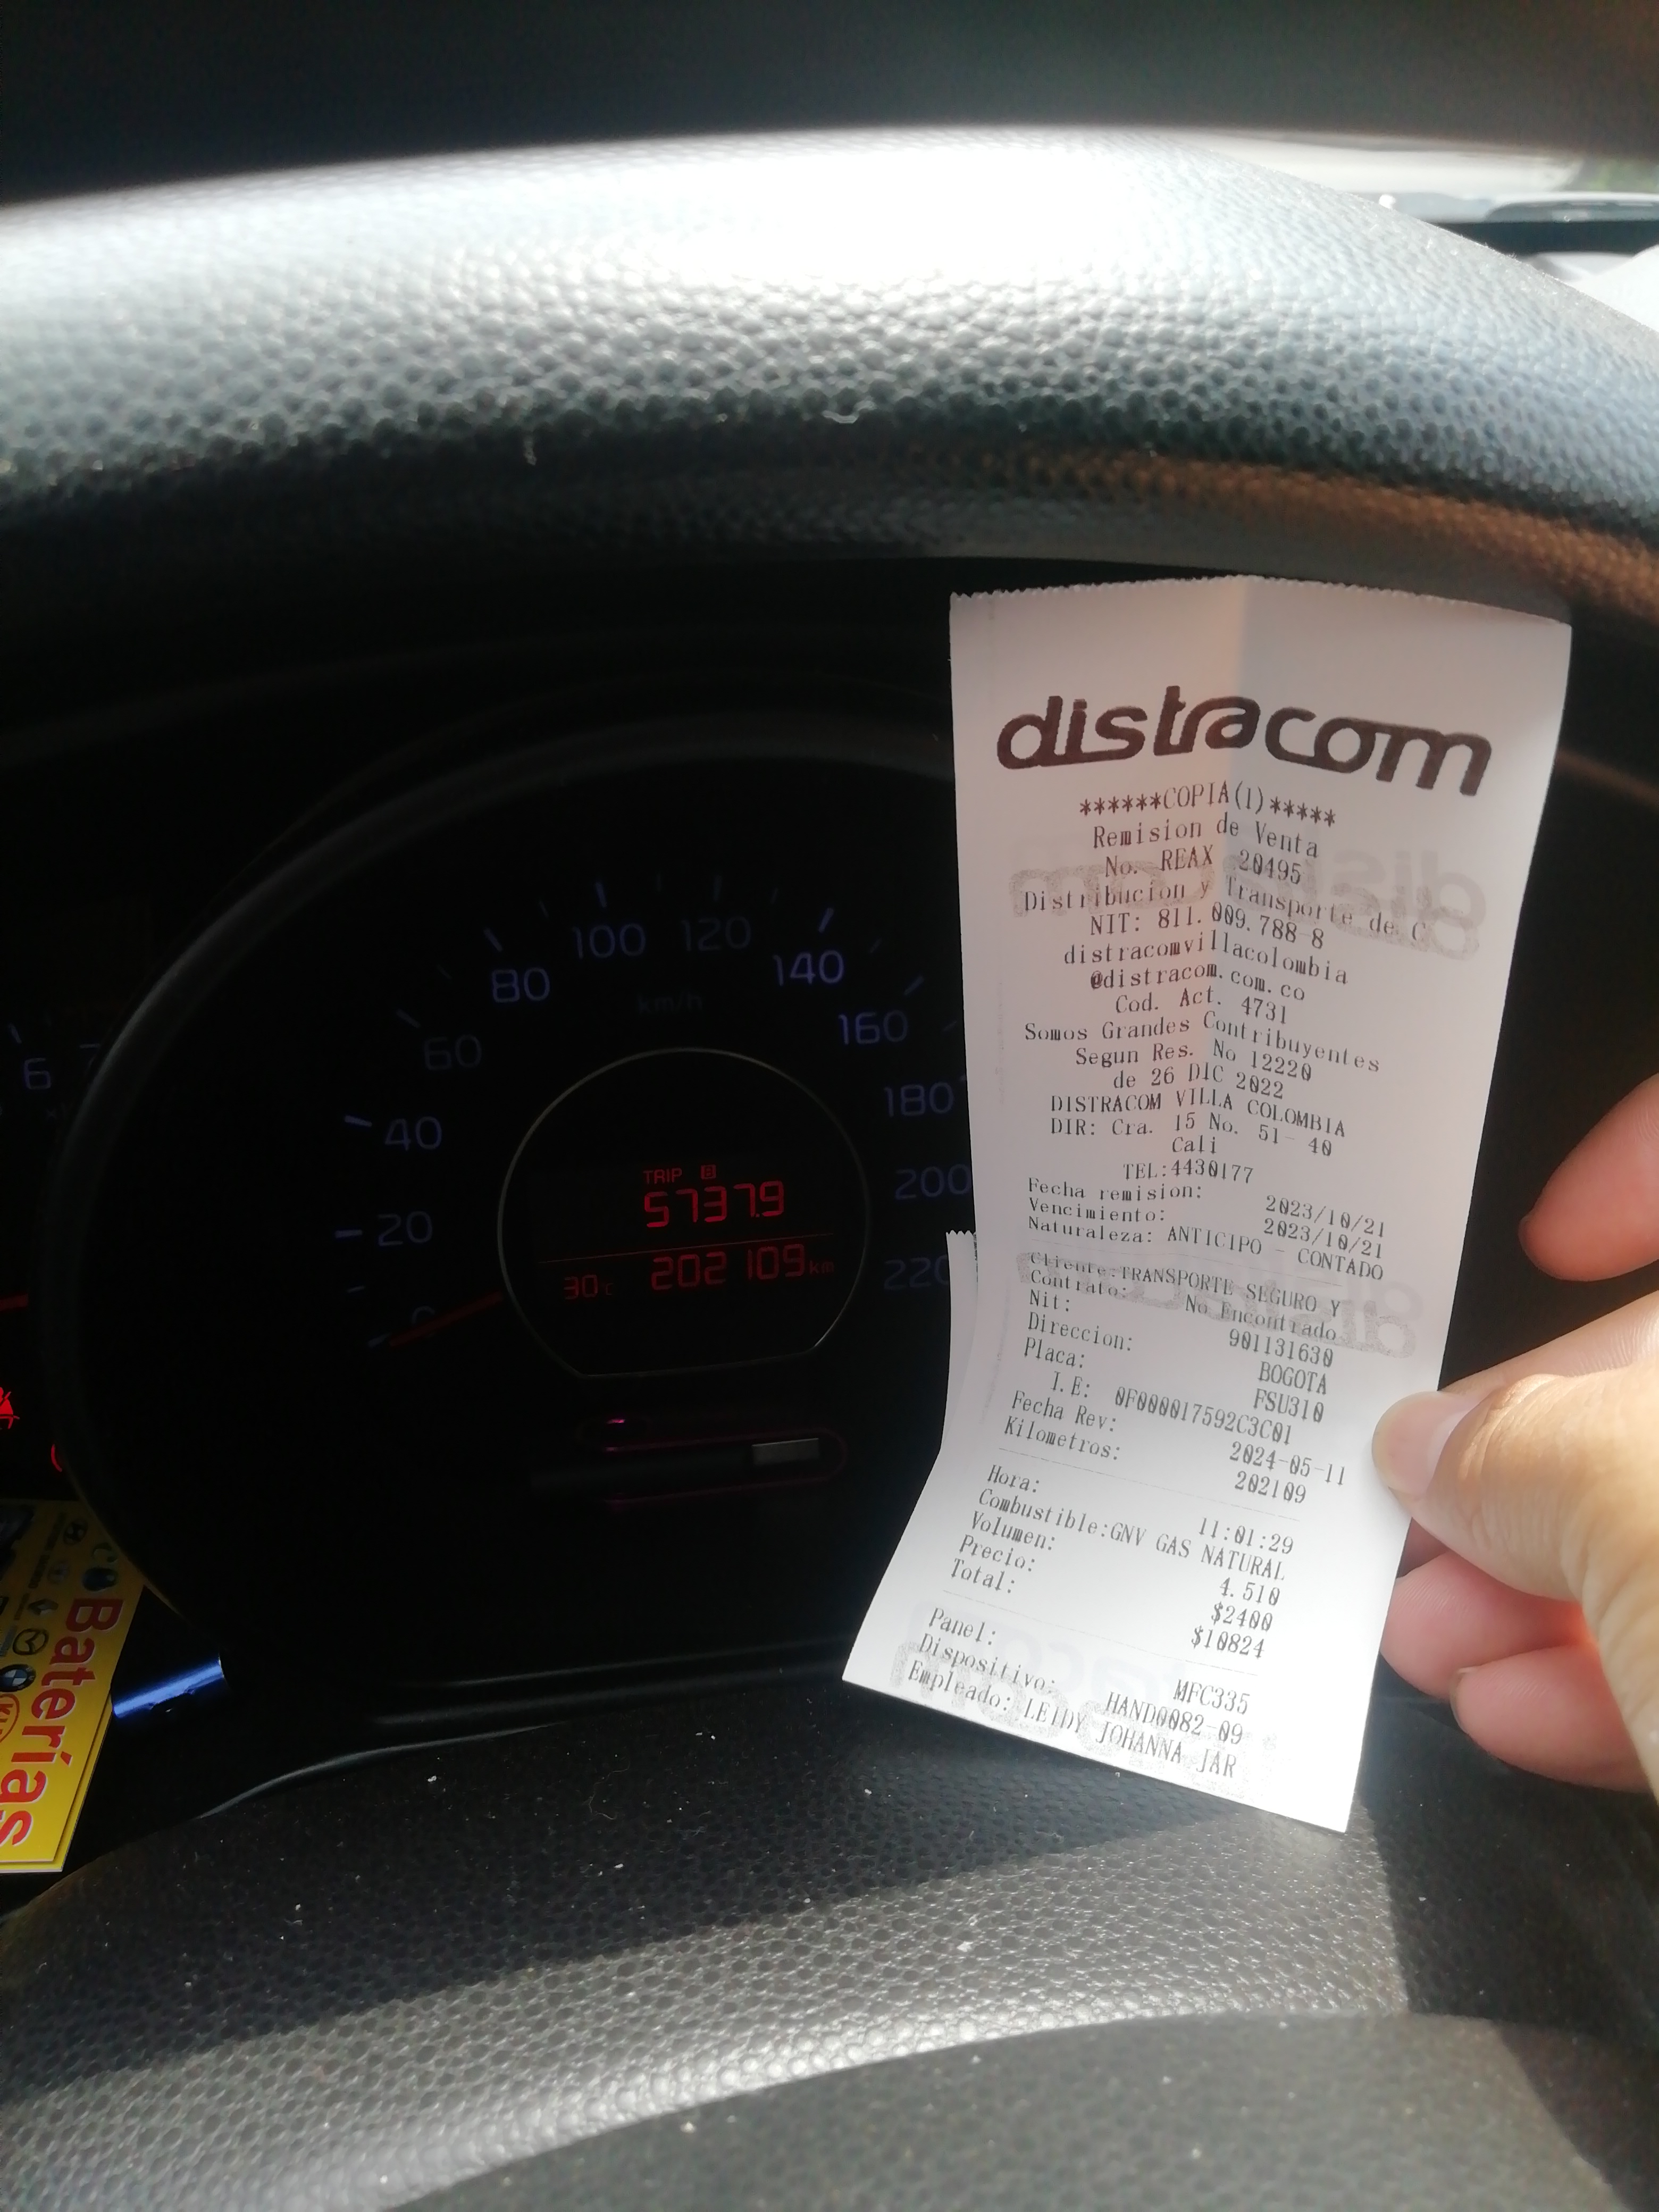 distracom
******COPIA(1)*****
Remision de Venta
No. REAX 20495
Distribucion y Transporte de C
NIT: 811.009.788-8
distracomvillacolombia
@distracom.com.co
Cod. Act. 4731
Somos Grandes Contribuyentes
Segun Res. No 12220
de 26 DIC 2022
DISTRACOM VILLA COLOMBIA
DIR: Cra. 15 No. 51- 40
Cali
TEL:4430177
Fecha remision: 2023/10/21
Vencimiento: 2023/10/21
Naturaleza: ANTICIPO - CONTADO
Cliente:TRANSPORTE SEGURO Y
Contrato: No Encontrado
Nit: 901131630
Direccion: BOGOTA
Placa: FSU310
I.E: 0F000017592C3C01
Fecha Rev: 2024-05-11
Kilometros: 202109
Hora: 11:01:29
Combustible:GNV GAS NATURAL
Volumen: 4.510
Precio: $2400
Total: $10824
Panel: MFC335
Dispositivo: HAND0082-09
Empleado: LEIDY JOHANNA JAR
0
20
40
60
80
100
120
140
160
180
200
220
km/h
TRIP B
5737.9
30°C 202109 km
6
7
Baterías